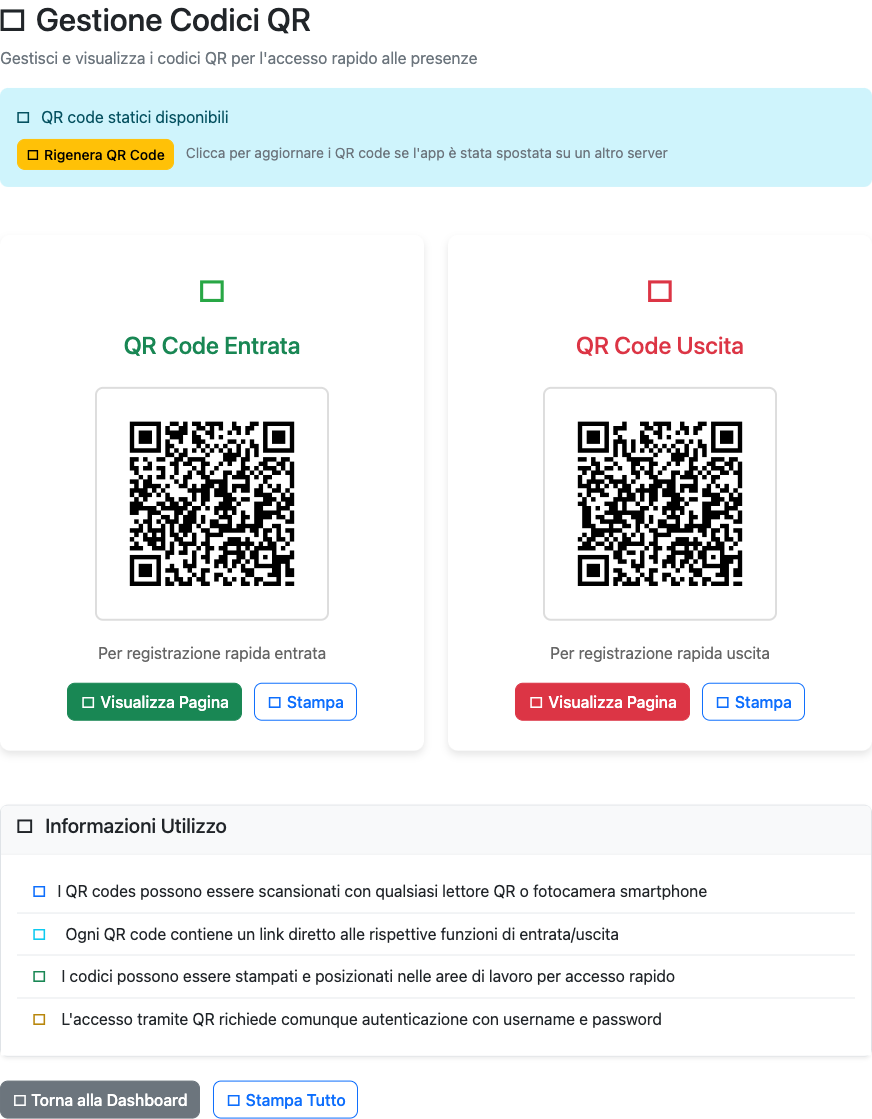 Gestione Codici QR
Gestisci e visualizza i codici QR per l'accesso rapido alle presenze
QR code statici disponibili
Rigenera QR Code
Clicca per aggiornare i QR code se l'app è stata spostata su un altro server
QR Code Entrata
Per registrazione rapida entrata
Visualizza Pagina
Stampa
QR Code Uscita
Per registrazione rapida uscita
Visualizza Pagina
Stampa
Informazioni Utilizzo
I QR codes possono essere scansionati con qualsiasi lettore QR o fotocamera smartphone
Ogni QR code contiene un link diretto alle rispettive funzioni di entrata/uscita
I codici possono essere stampati e posizionati nelle aree di lavoro per accesso rapido
L'accesso tramite QR richiede comunque autenticazione con username e password
Torna alla Dashboard
Stampa Tutto